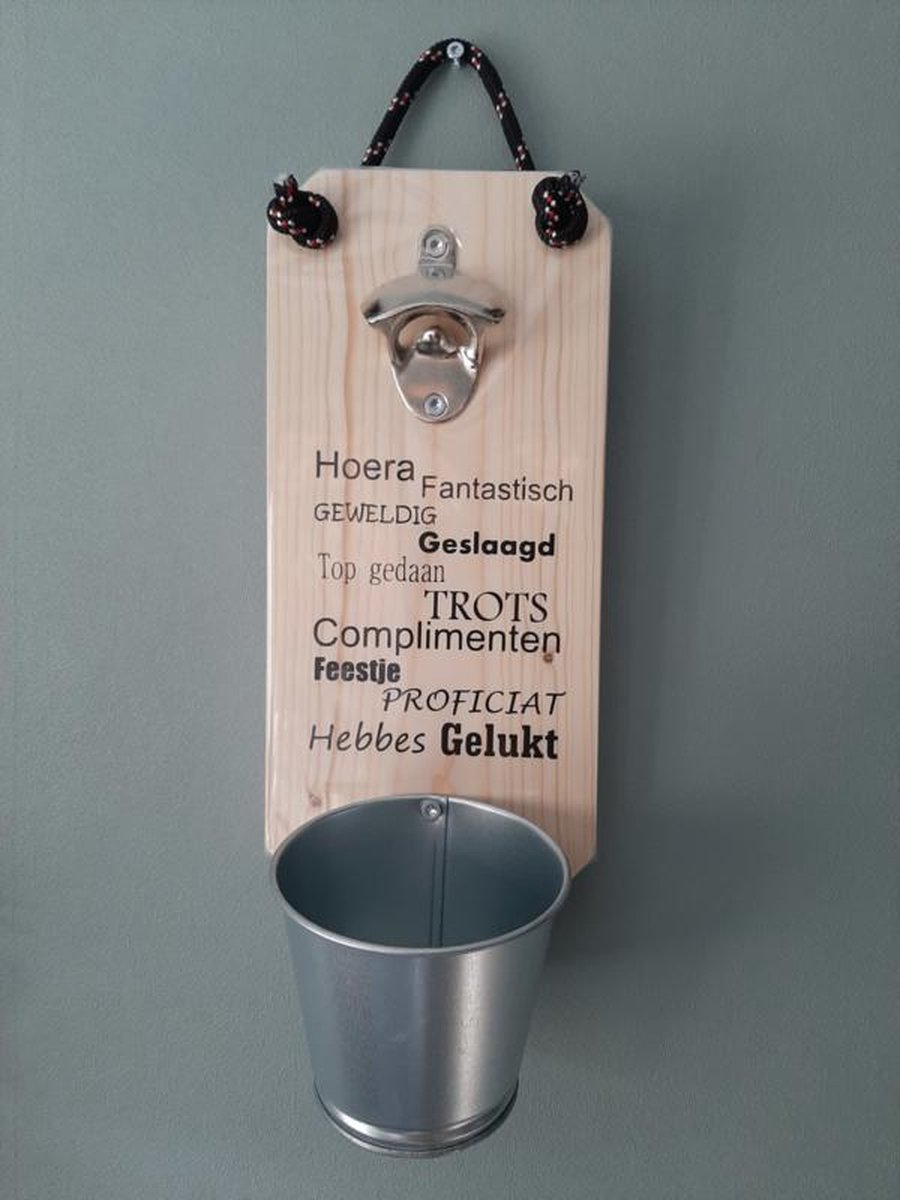 Hoera
Fantastisch
GEWELDIG
Geslaagd
Top gedaan
TROTS
Complimenten
Feestje
PROFICIAT
Hebbes Gelukt